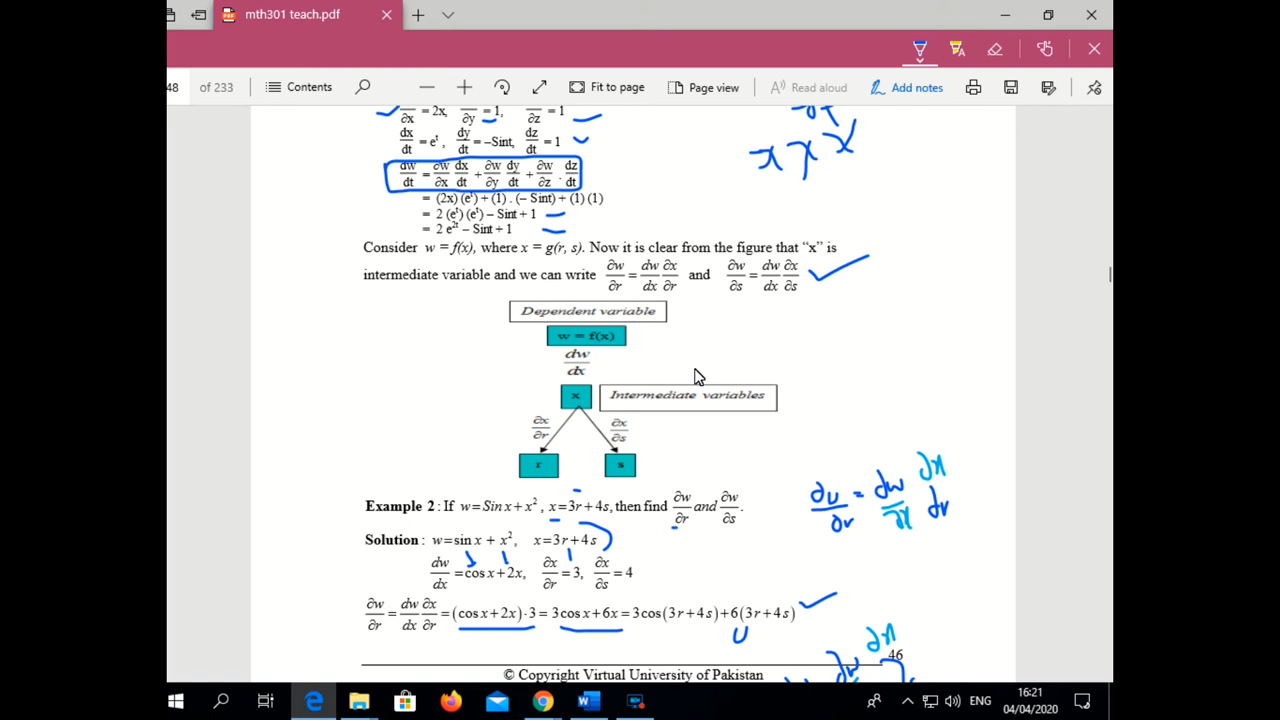 mth301 teach.pdf
48 of 233 Contents Fit to page Page view Read aloud Add notes
∂x = 2x, ∂y = 1, ∂z = 1
dx/dt = eᵗ , dy/dt = –Sint, dz/dt = 1
dw/dt = ∂w/∂x dx/dt + ∂w/∂y dy/dt + ∂w/∂z . dz/dt
= (2x) (eᵗ) + (1) . (– Sint) + (1) (1)
= 2 (eᵗ) (eᵗ) – Sint + 1
= 2 e²ᵗ – Sint + 1
x x x
Consider w = f(x), where x = g(r, s). Now it is clear from the figure that “x” is
intermediate variable and we can write ∂w/∂r = dw/dx ∂x/∂r and ∂w/∂s = dw/dx ∂x/∂s
Dependent variable
w = f(x)
dw/dx
x Intermediate variables
∂x/∂r ∂x/∂s
r s
Example 2 : If w = Sin x + x² , x = 3r + 4s, then find ∂w/∂r and ∂w/∂s.
∂u/∂r = ∂w/∂x ∂x/∂r
Solution : w = sin x + x², x = 3r + 4s
dw/dx = cos x + 2x, ∂x/∂r = 3, ∂x/∂s = 4
∂w/∂r = dw/dx ∂x/∂r = (cos x + 2x) · 3 = 3cos x + 6x = 3cos(3r + 4s) + 6(3r + 4s)
∂x
46
© Copyright Virtual University of Pakistan
ENG 16:21
04/04/2020